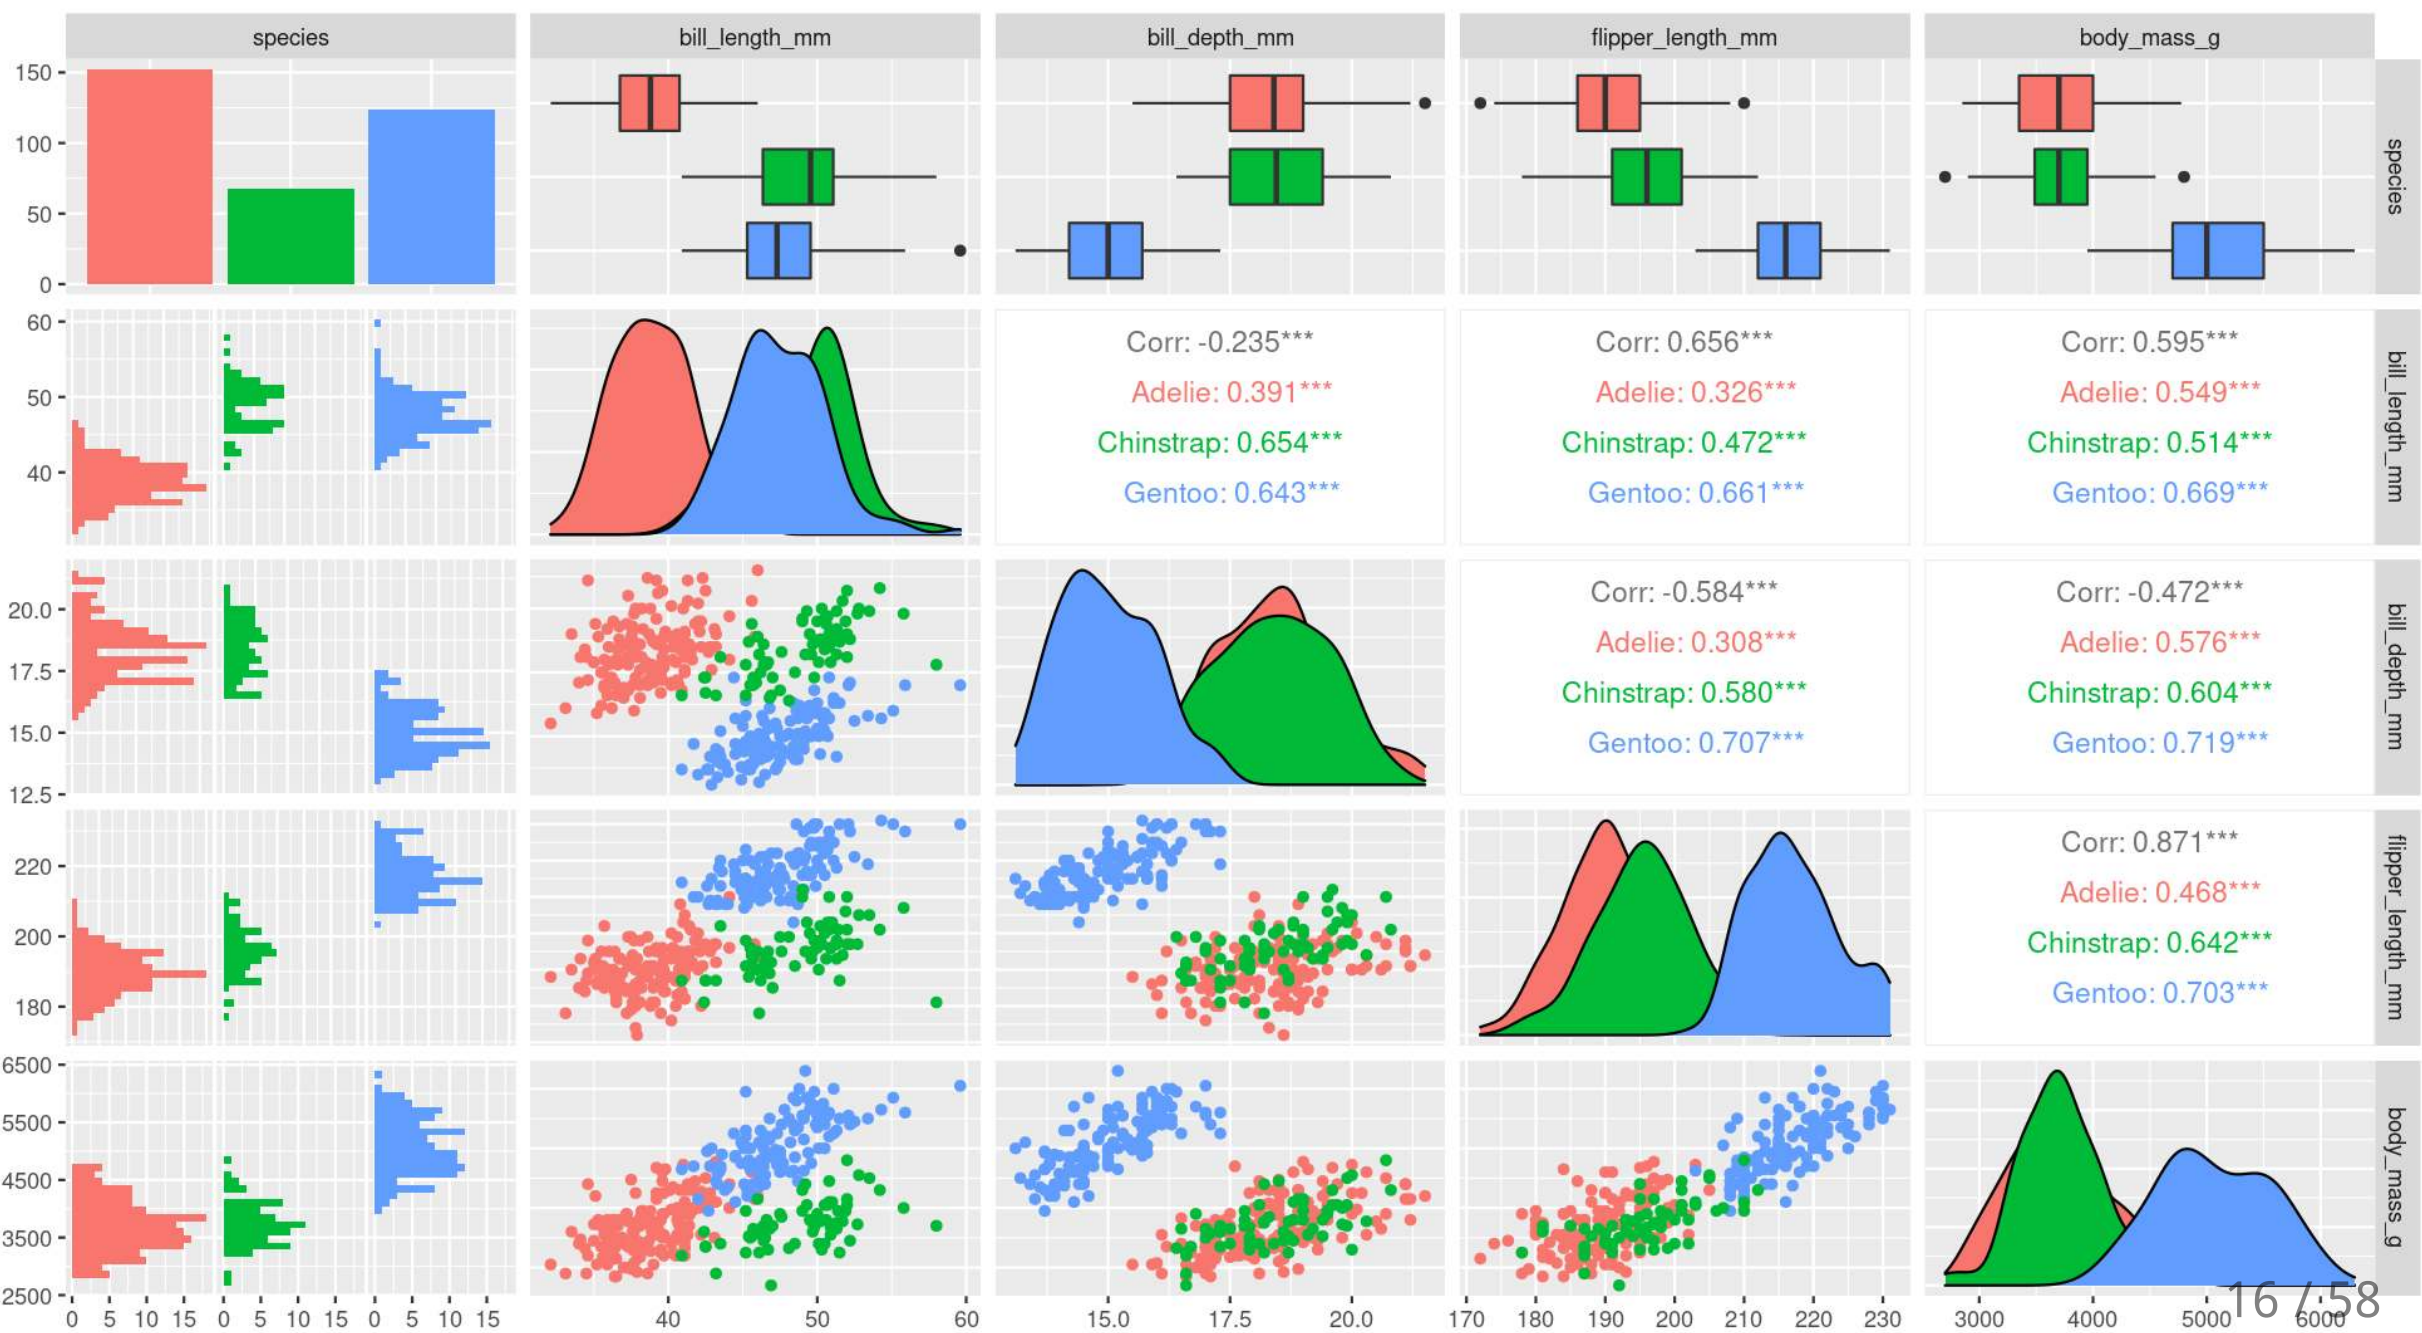 species
bill_length_mm
bill_depth_mm
flipper_length_mm
body_mass_g
150
100
50
0
species
60
50
40
Corr: -0.235***
Adelie: 0.391***
Chinstrap: 0.654***
Gentoo: 0.643***
Corr: 0.656***
Adelie: 0.326***
Chinstrap: 0.472***
Gentoo: 0.661***
Corr: 0.595***
Adelie: 0.549***
Chinstrap: 0.514***
Gentoo: 0.669***
bill_length_mm
20.0
17.5
15.0
12.5
Corr: -0.584***
Adelie: 0.308***
Chinstrap: 0.580***
Gentoo: 0.707***
Corr: -0.472***
Adelie: 0.576***
Chinstrap: 0.604***
Gentoo: 0.719***
bill_depth_mm
220
200
180
Corr: 0.871***
Adelie: 0.468***
Chinstrap: 0.642***
Gentoo: 0.703***
flipper_length_mm
6500
5500
4500
3500
2500
body_mass_g
0 5 10 15 0 5 10 15 0 5 10 15
40 50 60
15.0 17.5 20.0
170 180 190 200 210 220 230
3000 4000 5000 6000
16 / 58